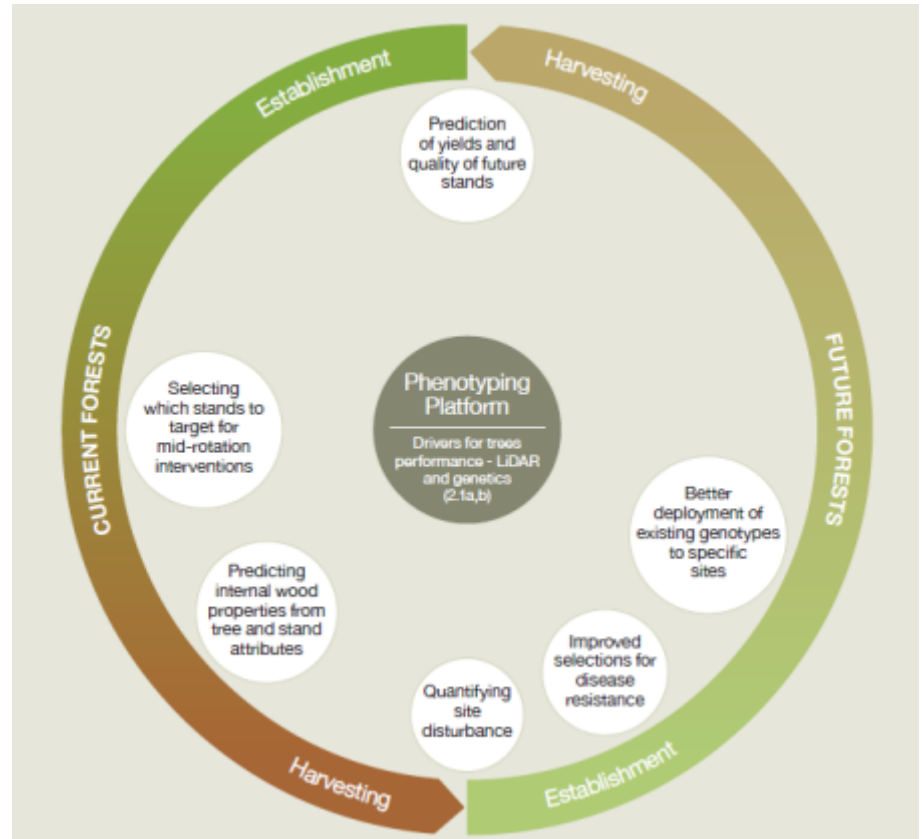 Establishment
Harvesting
Prediction
of yields and
quality of future
stands
CURRENT FORESTS
FUTURE FORESTS
Selecting
which stands to
target for
mid-rotation
interventions
Phenotyping
Platform
Drivers for trees
performance - LiDAR
and genetics
(2.1a,b)
Better
deployment of
existing genotypes
to specific
sites
Predicting
internal wood
properties from
tree and stand
attributes
Improved
selections for
disease
resistance
Quantifying
site
disturbance
Harvesting
Establishment